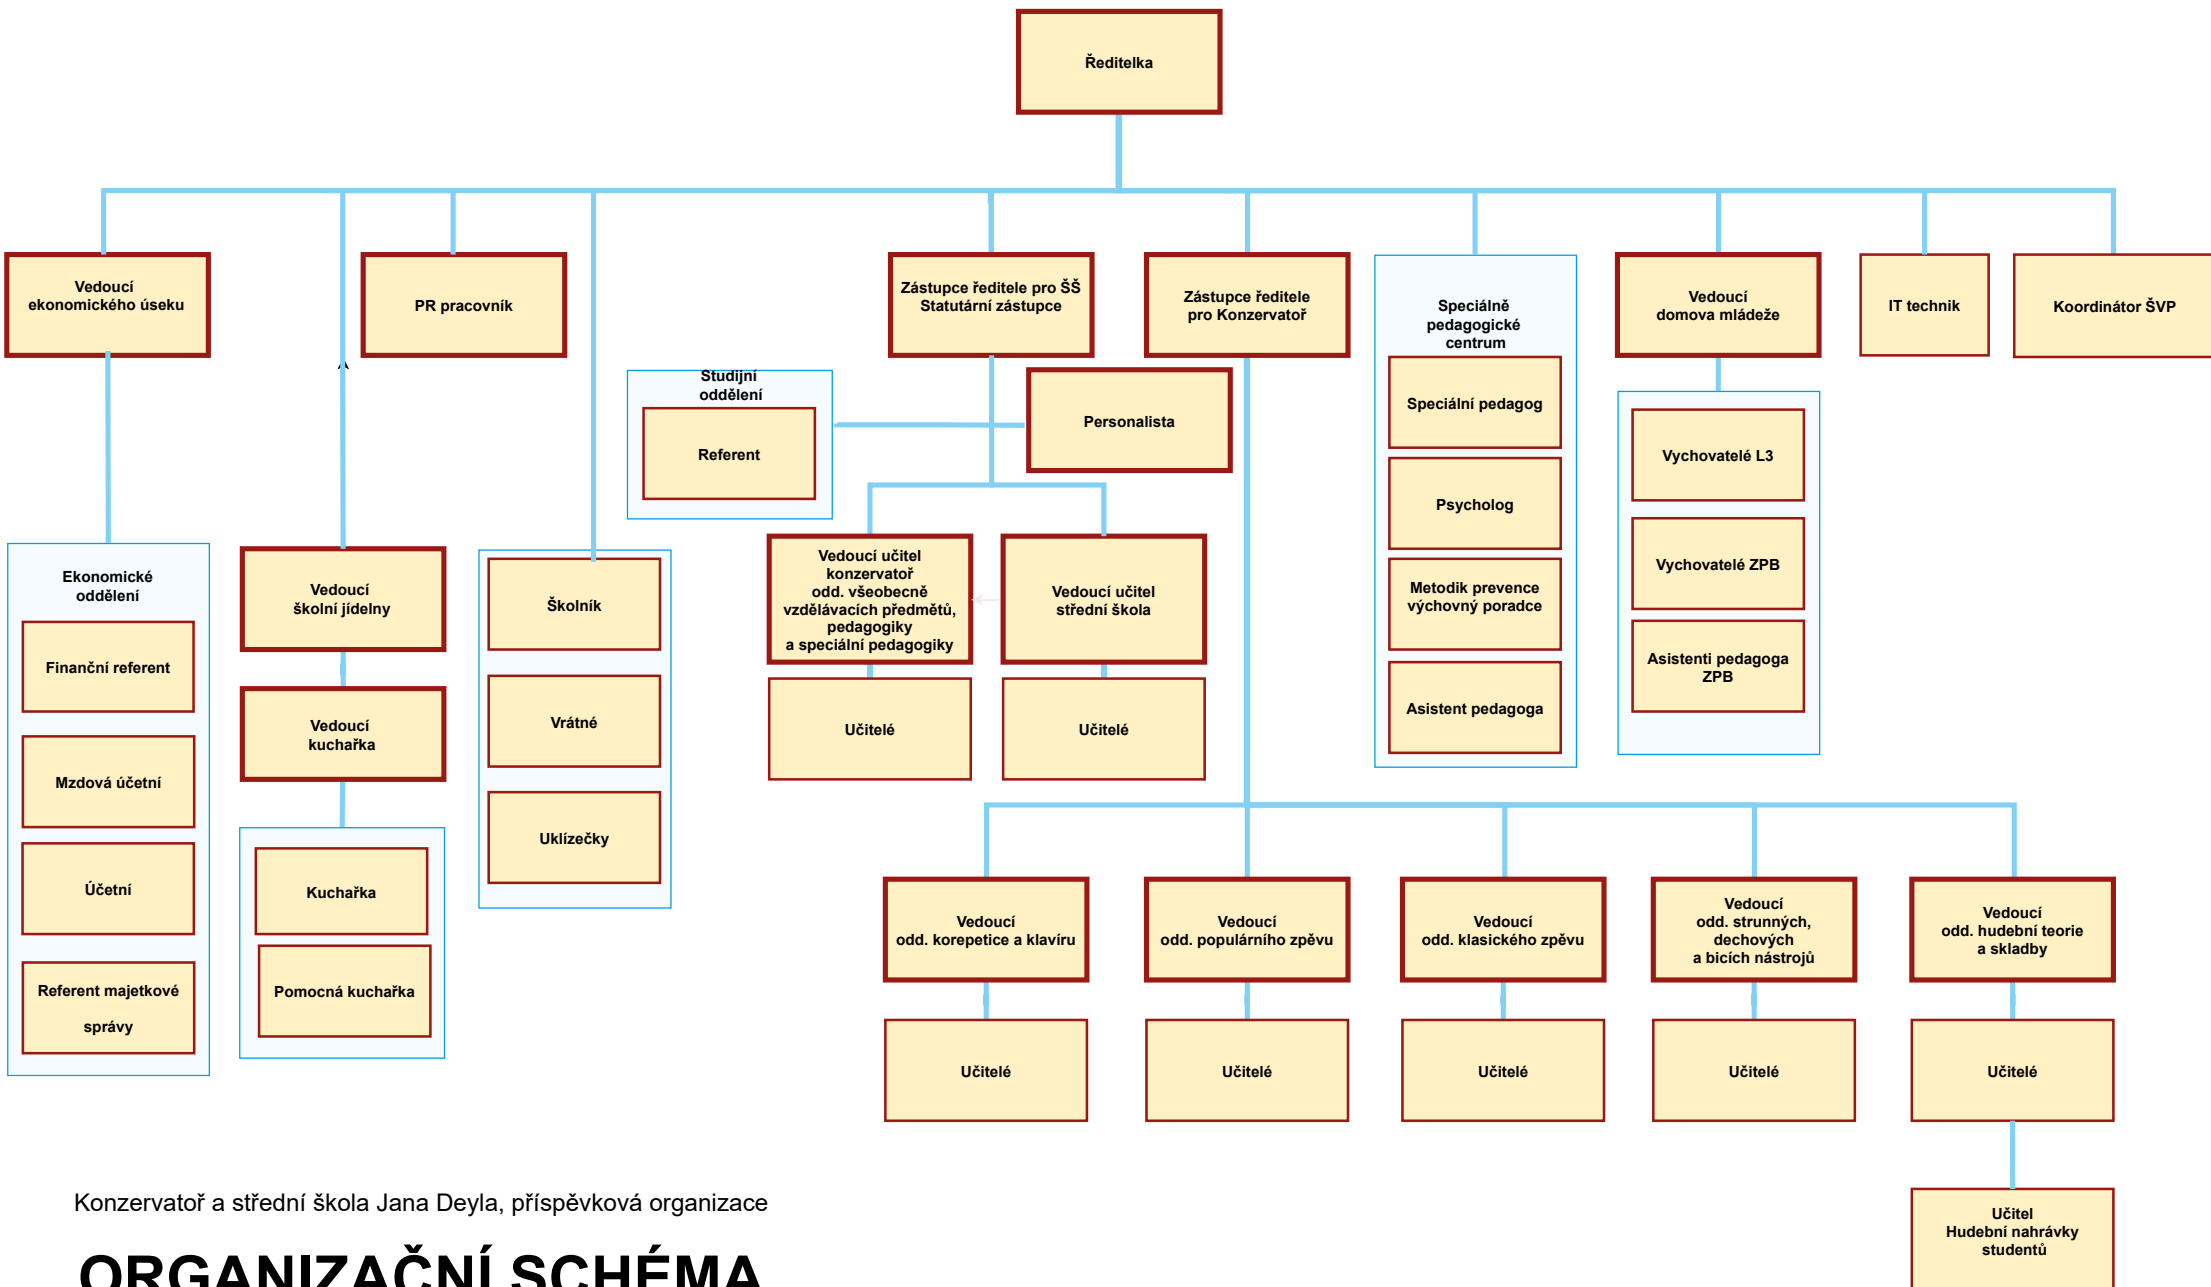 Ředitelka
Vedoucí
ekonomického úseku
PR pracovník
Zástupce ředitele pro ŠŠ
Statutární zástupce
Zástupce ředitele
pro Konzervatoř
Speciálně
pedagogické
centrum
Vedoucí
domova mládeže
IT technik
Koordinátor ŠVP
Studijní
oddělení
Referent
Personalista
Speciální pedagog
Psycholog
Metodik prevence
výchovný poradce
Asistent pedagoga
Vychovatelé L3
Vychovatelé ZPB
Asistenti pedagoga
ZPB
Ekonomické
oddělení
Finanční referent
Mzdová účetní
Účetní
Referent majetkové
správy
Vedoucí
školní jídelny
Vedoucí
kuchařka
Kuchařka
Pomocná kuchařka
Školník
Vrátné
Uklízečky
Vedoucí učitel
konzervatoř
odd. všeobecně
vzdělávacích předmětů,
pedagogiky
a speciální pedagogiky
Učitelé
Vedoucí učitel
střední škola
Učitelé
Vedoucí
odd. korepetice a klavíru
Vedoucí
odd. populárního zpěvu
Vedoucí
odd. klasického zpěvu
Vedoucí
odd. strunných,
dechových
a bicích nástrojů
Vedoucí
odd. hudební teorie
a skladby
Učitelé
Učitelé
Učitelé
Učitelé
Učitelé
Učitel
Hudební nahrávky
studentů
Konzervatoř a střední škola Jana Deyla, příspěvková organizace
ORGANIZAČNÍ SCHÉMA